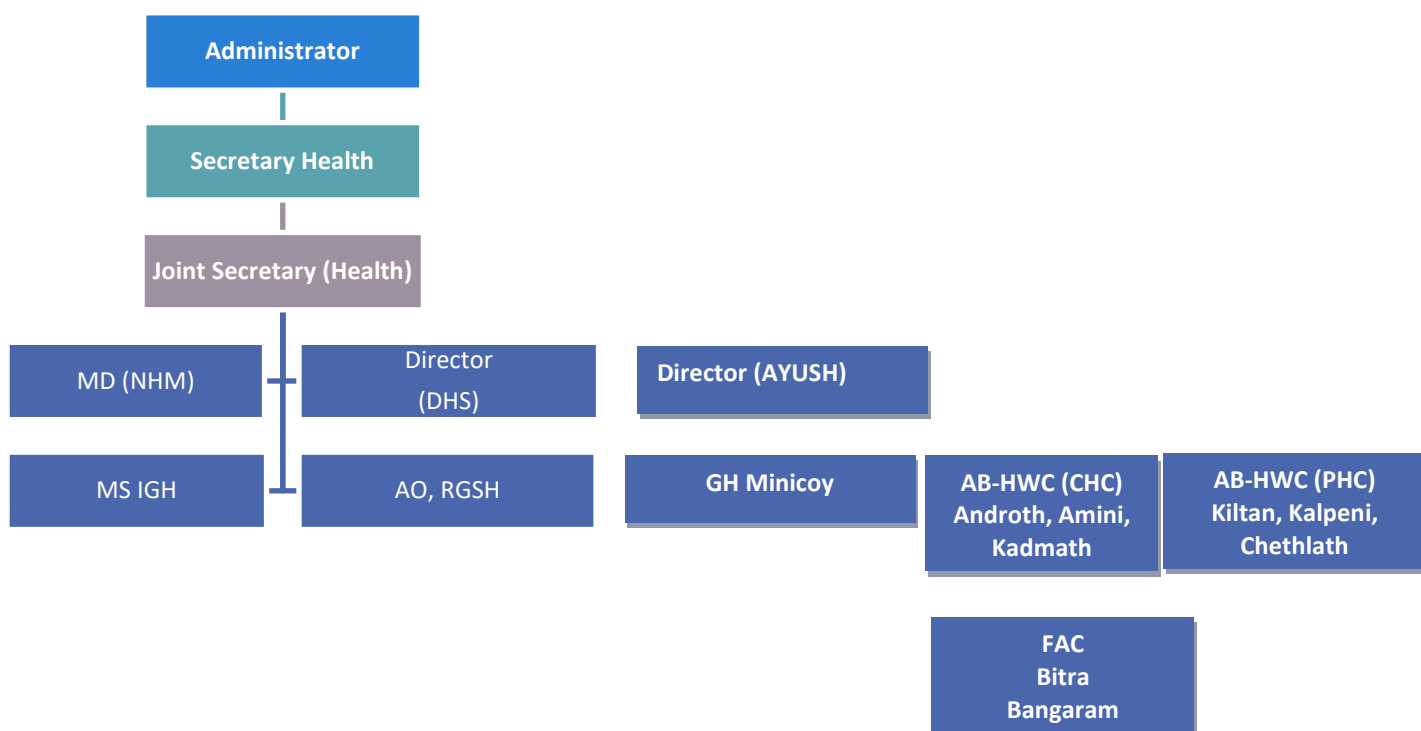 Administrator
Secretary Health
Joint Secretary (Health)
MD (NHM)
Director
(DHS)
Director (AYUSH)
MS IGH
AO, RGSH
GH Minicoy
AB-HWC (CHC)
Androth, Amini,
Kadmath
AB-HWC (PHC)
Kiltan, Kalpeni,
Chethlath
FAC
Bitra
Bangaram